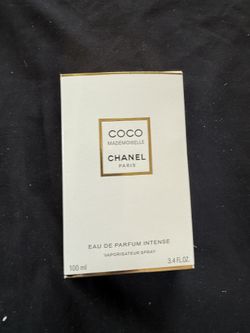 COCO
MADEMOISELLE
CHANEL
PARIS
EAU DE PARFUM INTENSE
VAPORISATEUR SPRAY
100 ml 3.4 FL.OZ.